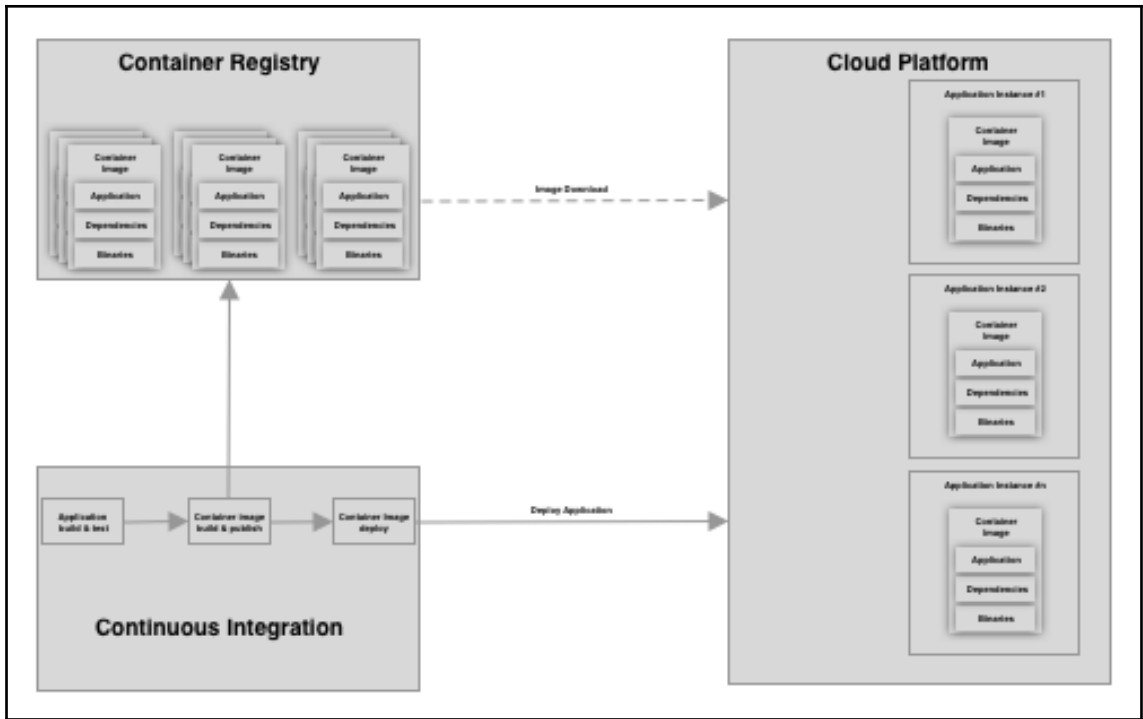 Container Registry
Container
Image
Application
Dependencies
Binaries
Container
Image
Application
Dependencies
Binaries
Container
Image
Application
Dependencies
Binaries
Image Download
Cloud Platform
Application Instance #1
Container
Image
Application
Dependencies
Binaries
Application Instance #2
Container
Image
Application
Dependencies
Binaries
Application Instance #n
Container
Image
Application
Dependencies
Binaries
Application
build & test
Container image
build & publish
Container Image
deploy
Deploy Application
Continuous Integration